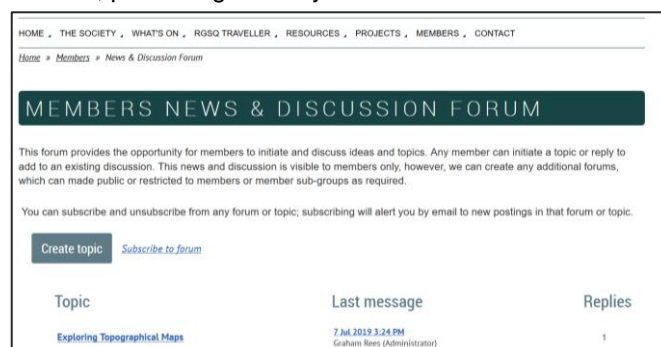 HOME , THE SOCIETY , WHAT'S ON , RGSQ TRAVELLER , RESOURCES , PROJECTS , MEMBERS , CONTACT
Home » Members » News & Discussion Forum
MEMBERS NEWS & DISCUSSION FORUM
This forum provides the opportunity for members to initiate and discuss ideas and topics. Any member can initiate a topic or reply to
add to an existing discussion. This news and discussion is visible to members only, however, we can create any additional forums,
which can made public or restricted to members or member sub-groups as required.
You can subscribe and unsubscribe from any forum or topic; subscribing will alert you by email to new postings in that forum or topic.
Create topic Subscribe to forum
Topic Last message Replies
Exploring Topographical Maps 7 Jul 2019 3:24 PM 1
Graham Rees (Administrator)